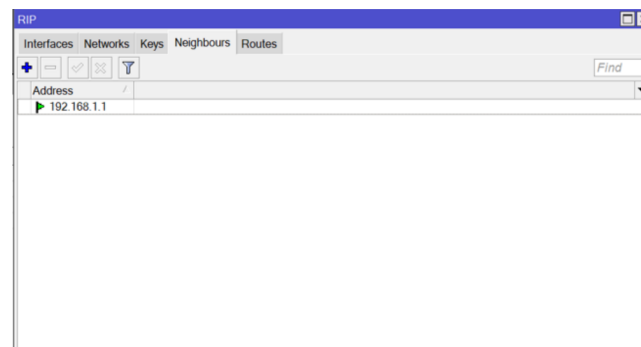 RIP
Interfaces Networks Keys Neighbours Routes
Find
Address
192.168.1.1